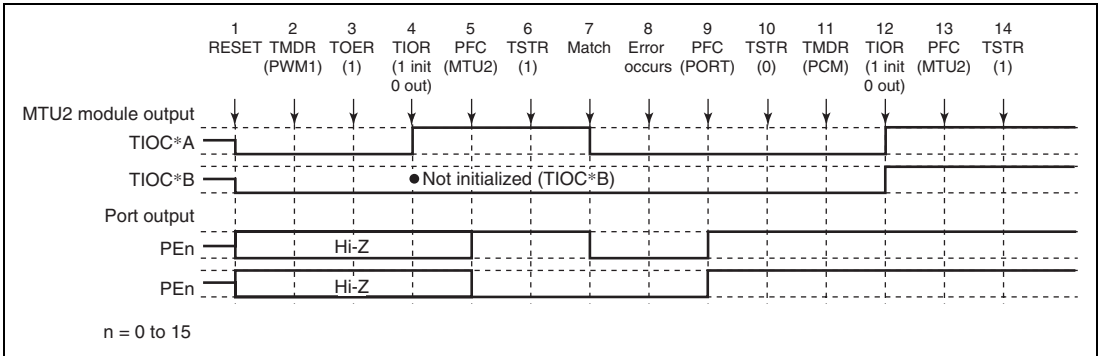 1 2 3 4 5 6 7 8 9 10 11 12 13 14
RESET TMDR TOER TIOR PFC TSTR Match Error PFC TSTR TMDR TIOR PFC TSTR
(PWM1) (1) (1 init (MTU2) (1) occurs (PORT) (0) (PCM) (1 init (MTU2) (1)
0 out) 0 out)
MTU2 module output
TIOC*A
TIOC*B ●Not initialized (TIOC*B)
Port output
PEn Hi-Z
PEn Hi-Z
n = 0 to 15